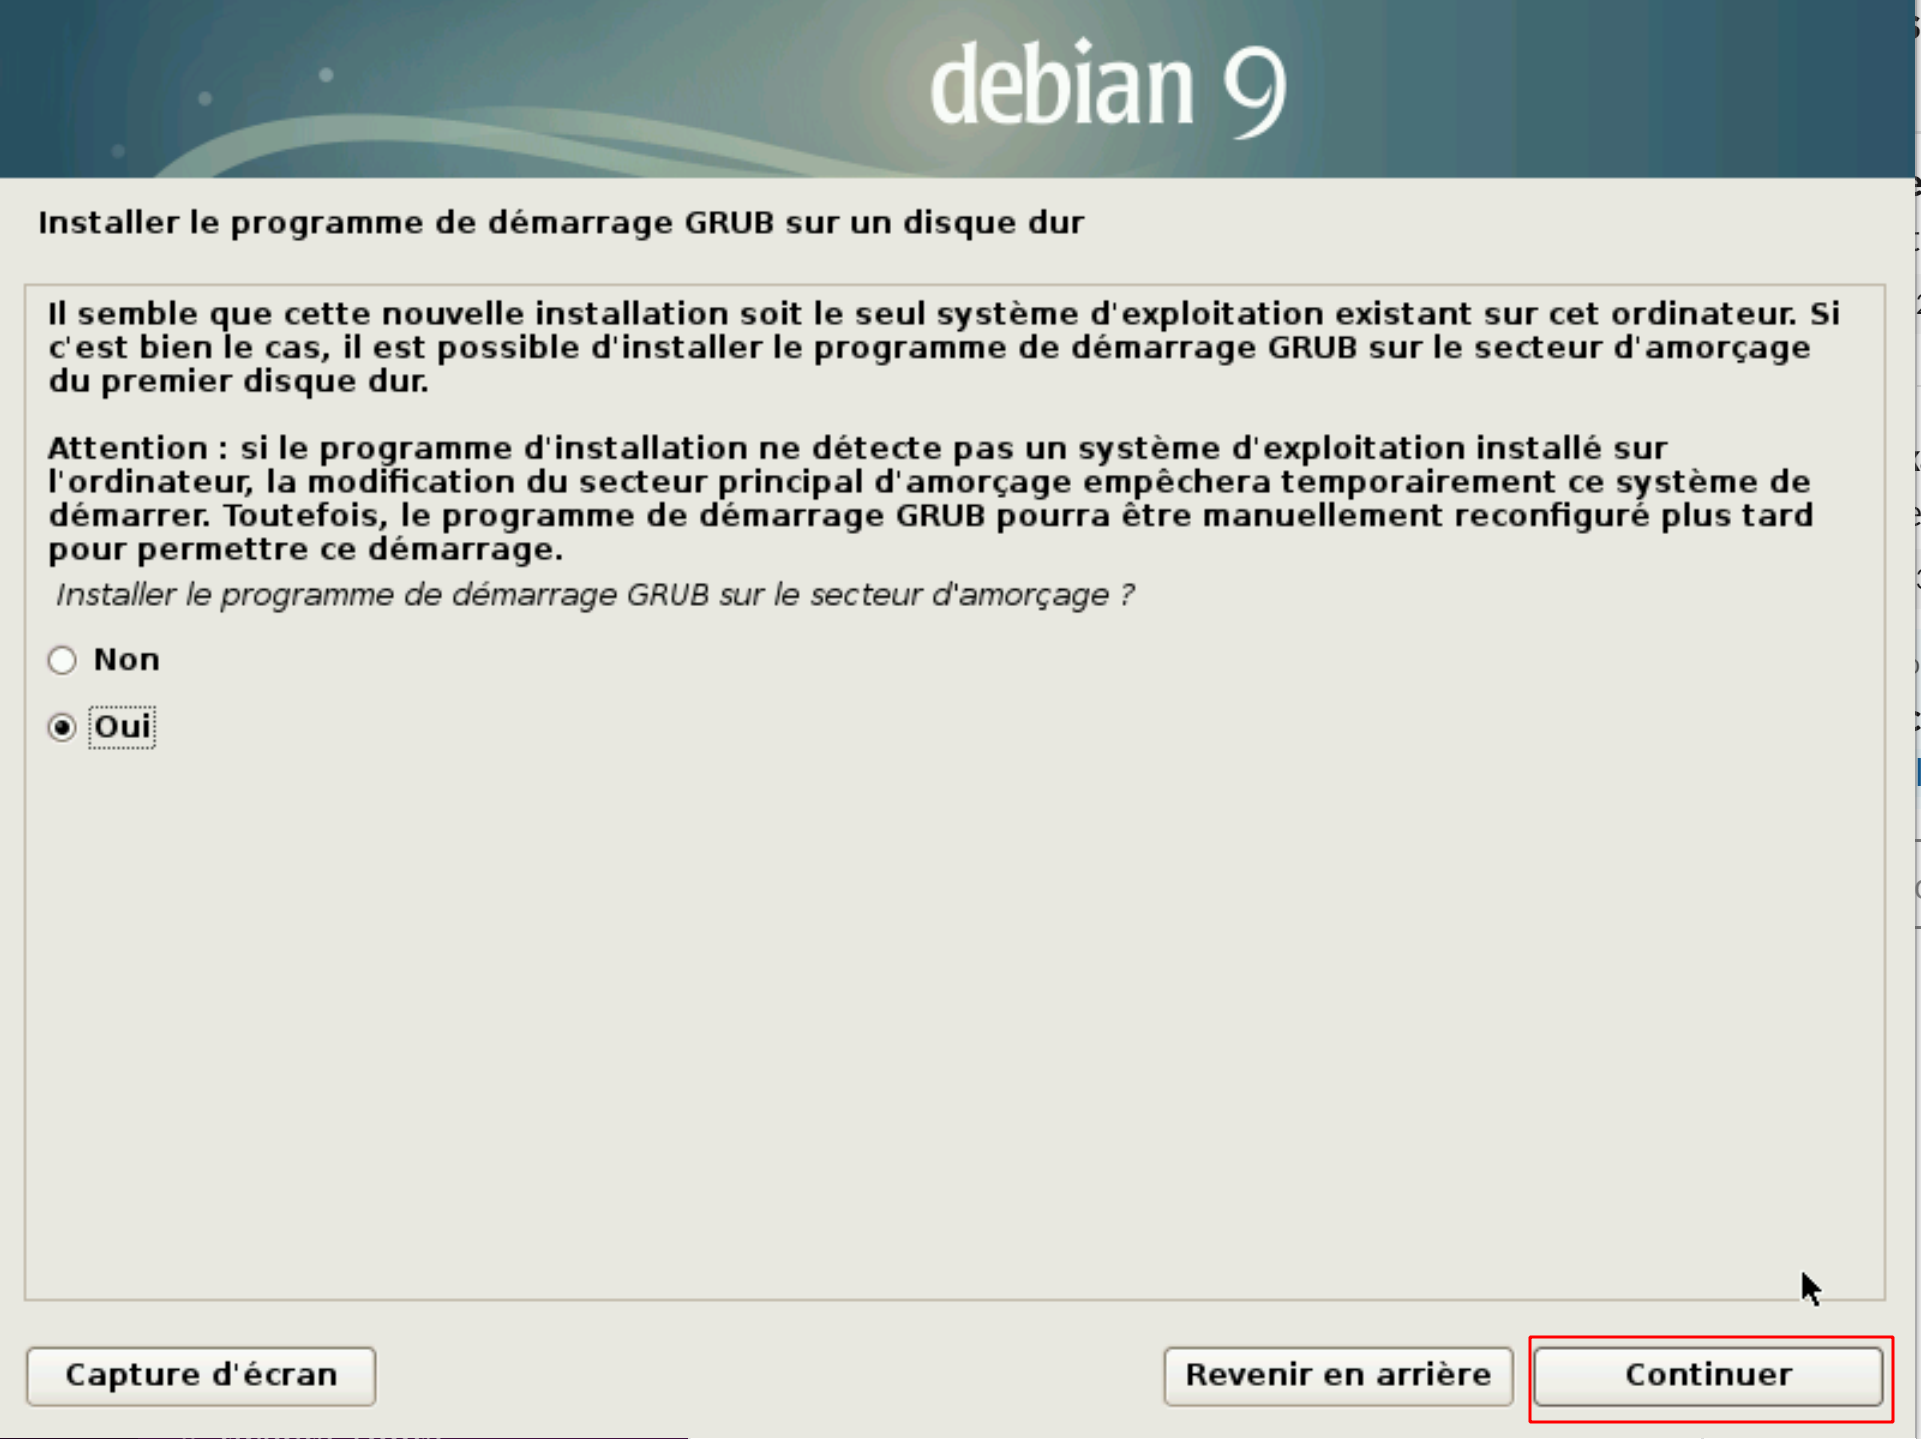 debian 9
Installer le programme de démarrage GRUB sur un disque dur
Il semble que cette nouvelle installation soit le seul système d'exploitation existant sur cet ordinateur. Si
c'est bien le cas, il est possible d'installer le programme de démarrage GRUB sur le secteur d'amorçage
du premier disque dur.
Attention : si le programme d'installation ne détecte pas un système d'exploitation installé sur
l'ordinateur, la modification du secteur principal d'amorçage empêchera temporairement ce système de
démarrer. Toutefois, le programme de démarrage GRUB pourra être manuellement reconfiguré plus tard
pour permettre ce démarrage.
Installer le programme de démarrage GRUB sur le secteur d'amorçage ?
Non
Oui
Capture d'écran
Revenir en arrière
Continuer